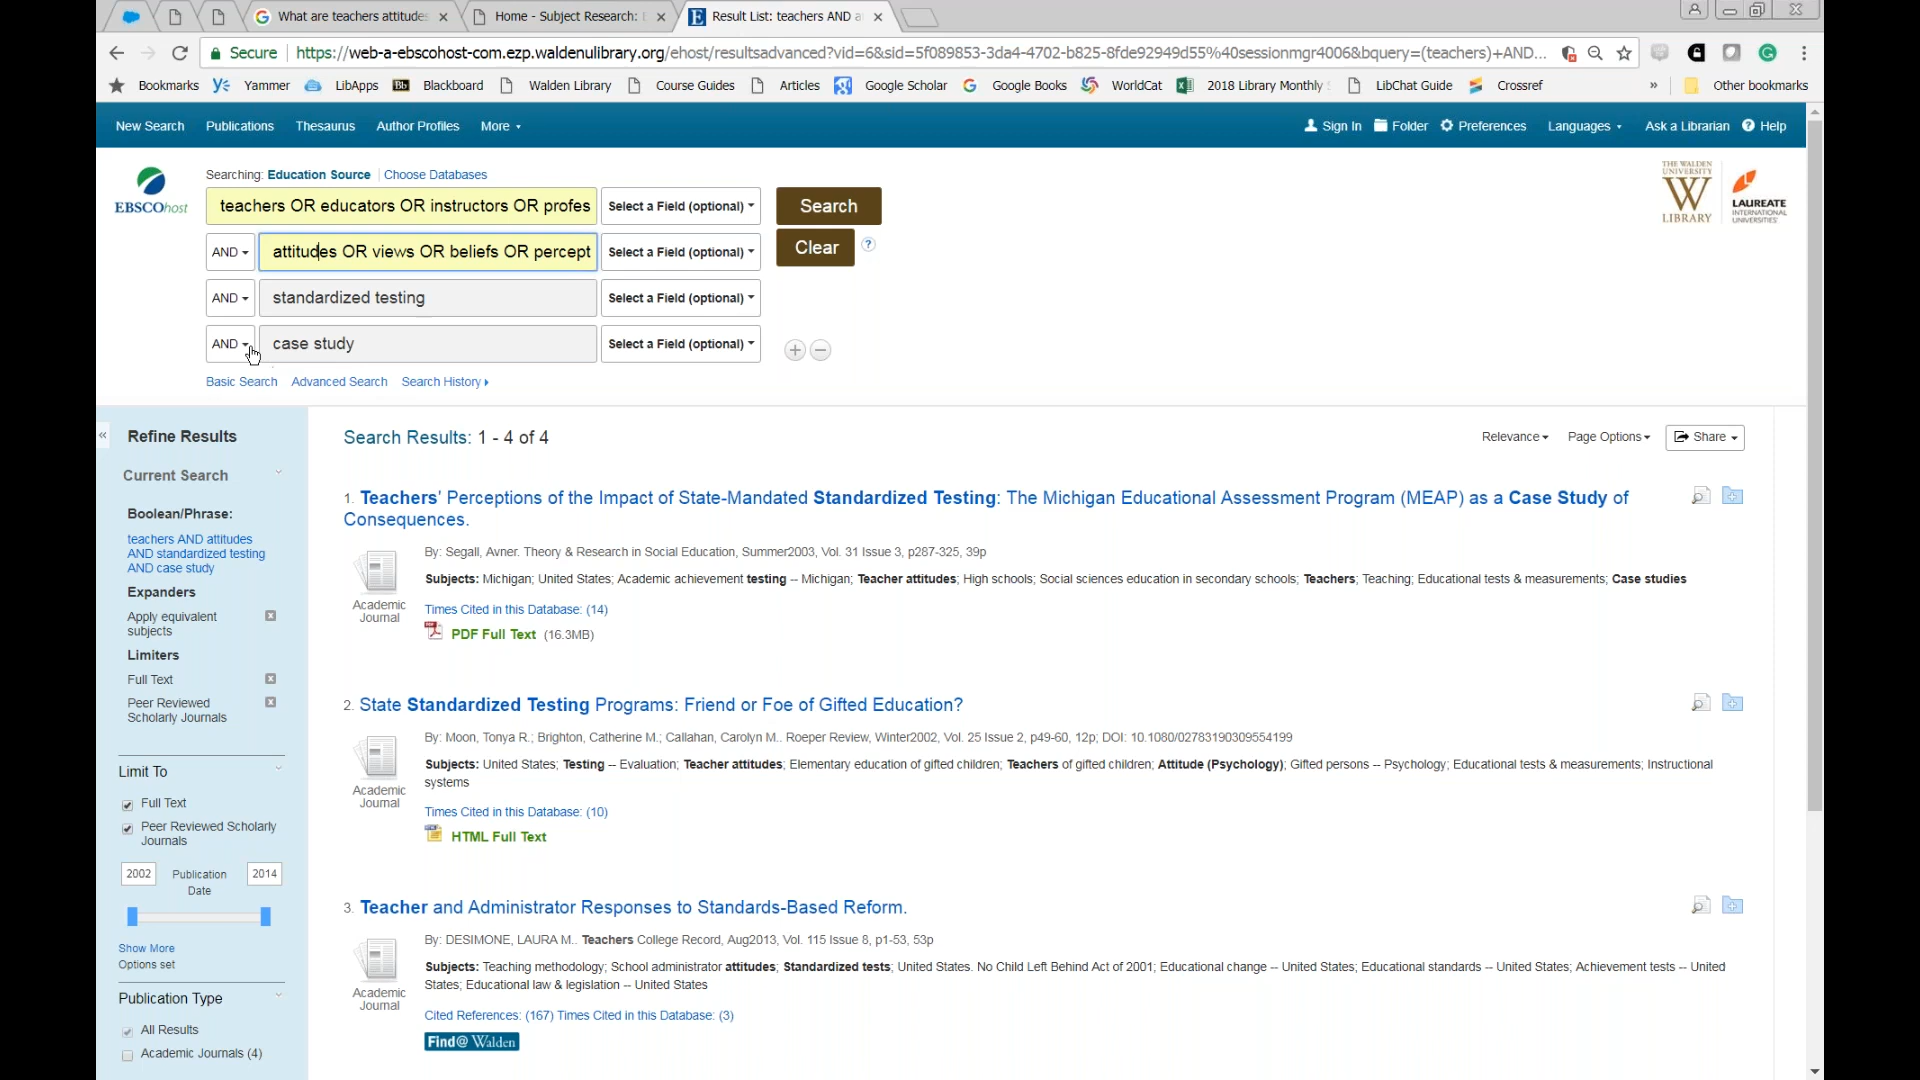 What are teachers attitudes
Home - Subject Research:
Result List: teachers AND a
Secure
https://web-a-ebscohost-com.ezp.waldenulibrary.org/ehost/resultsadvanced?vid=6&sid=5f089853-3da4-4702-b825-8fde92949d55%40sessionmgr4006&bquery=(teachers)+AND...
Bookmarks Yammer LibApps Blackboard Walden Library Course Guides Articles Google Scholar Google Books WorldCat 2018 Library Monthly LibChat Guide Crossref » Other bookmarks
New Search Publications Thesaurus Author Profiles More
Sign In Folder Preferences Languages Ask a Librarian Help
EBSCOhost
Searching: Education Source Choose Databases
teachers OR educators OR instructors OR profes Select a Field (optional) Search
AND attitudes OR views OR beliefs OR percept Select a Field (optional) Clear
AND standardized testing Select a Field (optional)
AND case study Select a Field (optional)
Basic Search Advanced Search Search History
THE WALDEN
UNIVERSITY
W
LIBRARY
LAUREATE
INTERNATIONAL
UNIVERSITIES
«
Refine Results
Current Search
Boolean/Phrase:
teachers AND attitudes
AND standardized testing
AND case study
Expanders
Apply equivalent
subjects
Limiters
Full Text
Peer Reviewed
Scholarly Journals
Limit To
Full Text
Peer Reviewed Scholarly
Journals
2002 Publication 2014
Date
Show More
Options set
Publication Type
All Results
Academic Journals (4)
Search Results: 1 - 4 of 4
Relevance Page Options Share
1. Teachers' Perceptions of the Impact of State-Mandated Standardized Testing: The Michigan Educational Assessment Program (MEAP) as a Case Study of
Consequences.
By: Segall, Avner. Theory & Research in Social Education, Summer2003, Vol. 31 Issue 3, p287-325, 39p
Subjects: Michigan; United States; Academic achievement testing -- Michigan; Teacher attitudes; High schools; Social sciences education in secondary schools; Teachers; Teaching; Educational tests & measurements; Case studies
Academic
Journal
Times Cited in this Database: (14)
PDF Full Text (16.3MB)
2. State Standardized Testing Programs: Friend or Foe of Gifted Education?
By: Moon, Tonya R.; Brighton, Catherine M.; Callahan, Carolyn M.. Roeper Review, Winter2002, Vol. 25 Issue 2, p49-60, 12p; DOI: 10.1080/02783190309554199
Subjects: United States; Testing -- Evaluation; Teacher attitudes; Elementary education of gifted children; Teachers of gifted children; Attitude (Psychology); Gifted persons -- Psychology; Educational tests & measurements; Instructional
systems
Academic
Journal
Times Cited in this Database: (10)
HTML Full Text
3. Teacher and Administrator Responses to Standards-Based Reform.
By: DESIMONE, LAURA M.. Teachers College Record, Aug2013, Vol. 115 Issue 8, p1-53, 53p
Subjects: Teaching methodology; School administrator attitudes; Standardized tests; United States. No Child Left Behind Act of 2001; Educational change -- United States; Educational standards -- United States; Achievement tests -- United
States; Educational law & legislation -- United States
Academic
Journal
Cited References: (167) Times Cited in this Database: (3)
Find@ Walden